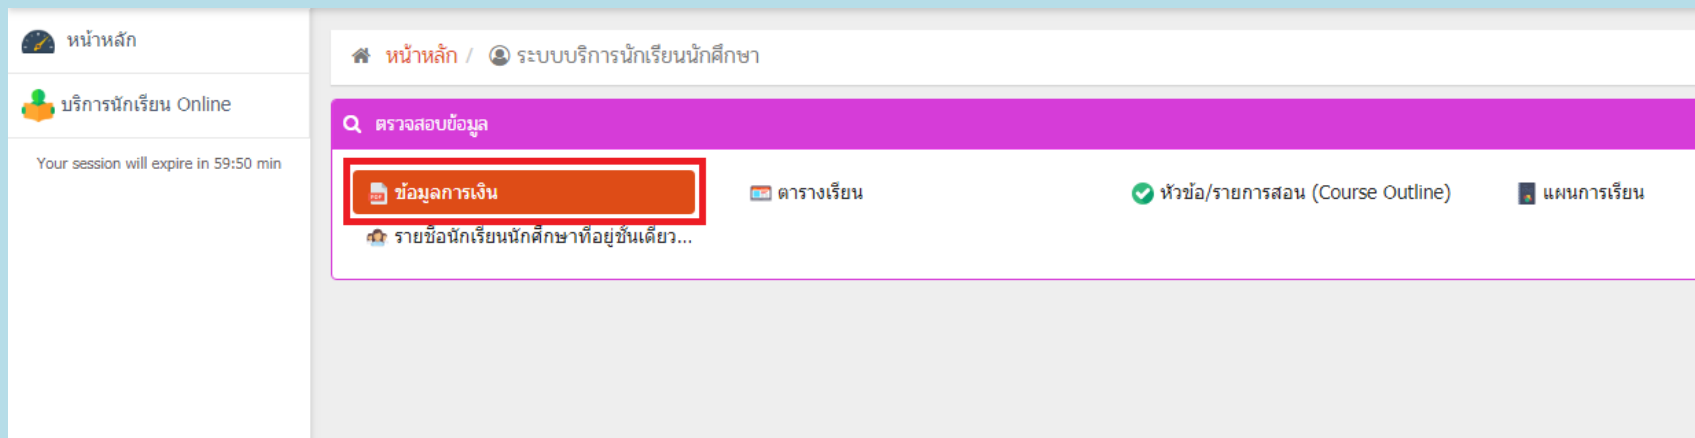 หน้าหลัก
บริการนักเรียน Online
Your session will expire in 59:50 min
หน้าหลัก / ระบบบริการนักเรียนนักศึกษา
ตรวจสอบข้อมูล
ข้อมูลการเงิน
ตารางเรียน
หัวข้อ/รายการสอน (Course Outline)
แผนการเรียน
รายชื่อนักเรียนนักศึกษาที่อยู่ชั้นเดียว...